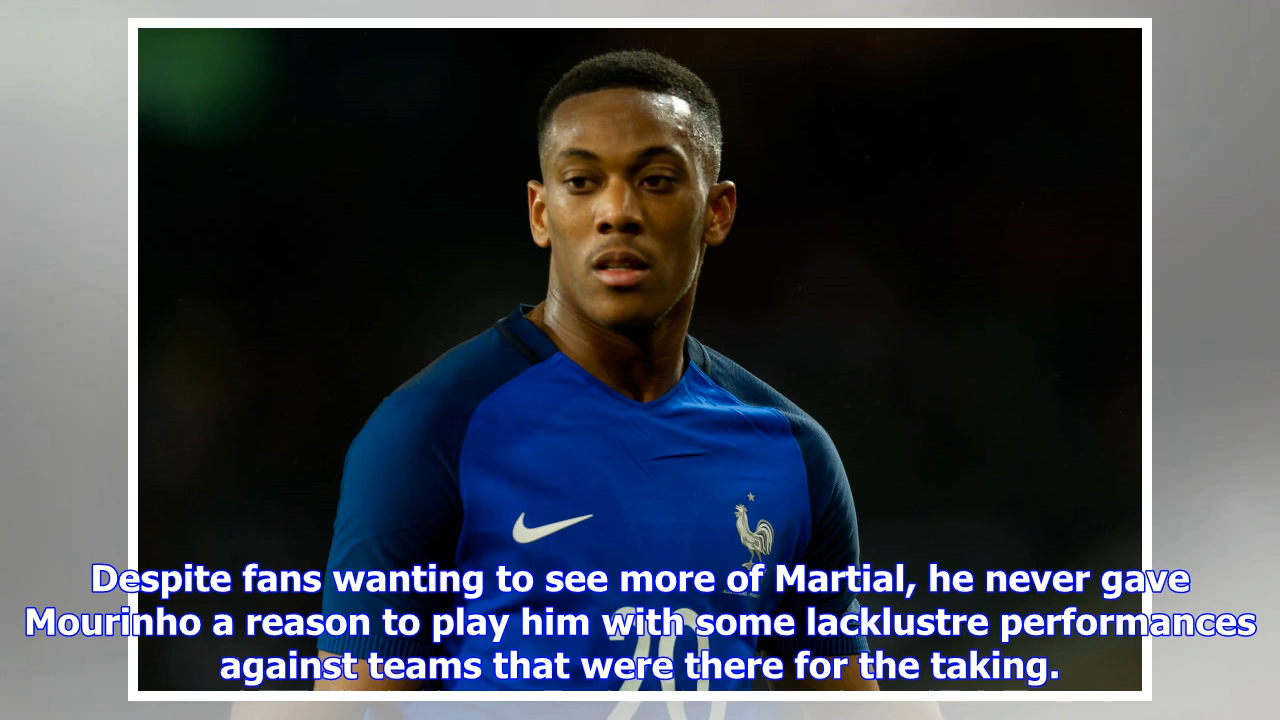 Despite fans wanting to see more of Martial, he never gave
Mourinho a reason to play him with some lacklustre performances
against teams that were there for the taking.
20